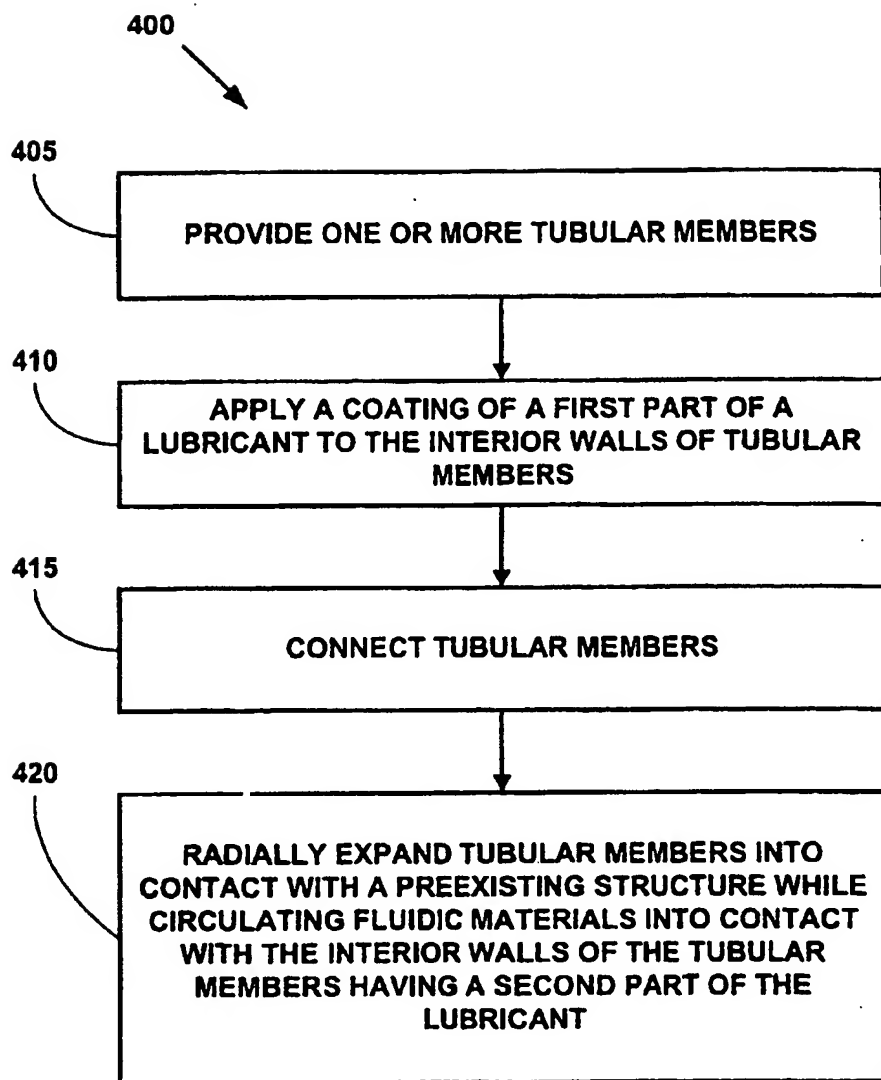 400
405
PROVIDE ONE OR MORE TUBULAR MEMBERS
410
APPLY A COATING OF A FIRST PART OF A
LUBRICANT TO THE INTERIOR WALLS OF TUBULAR
MEMBERS
415
CONNECT TUBULAR MEMBERS
420
RADIALLY EXPAND TUBULAR MEMBERS INTO
CONTACT WITH A PREEXISTING STRUCTURE WHILE
CIRCULATING FLUIDIC MATERIALS INTO CONTACT
WITH THE INTERIOR WALLS OF THE TUBULAR
MEMBERS HAVING A SECOND PART OF THE
LUBRICANT